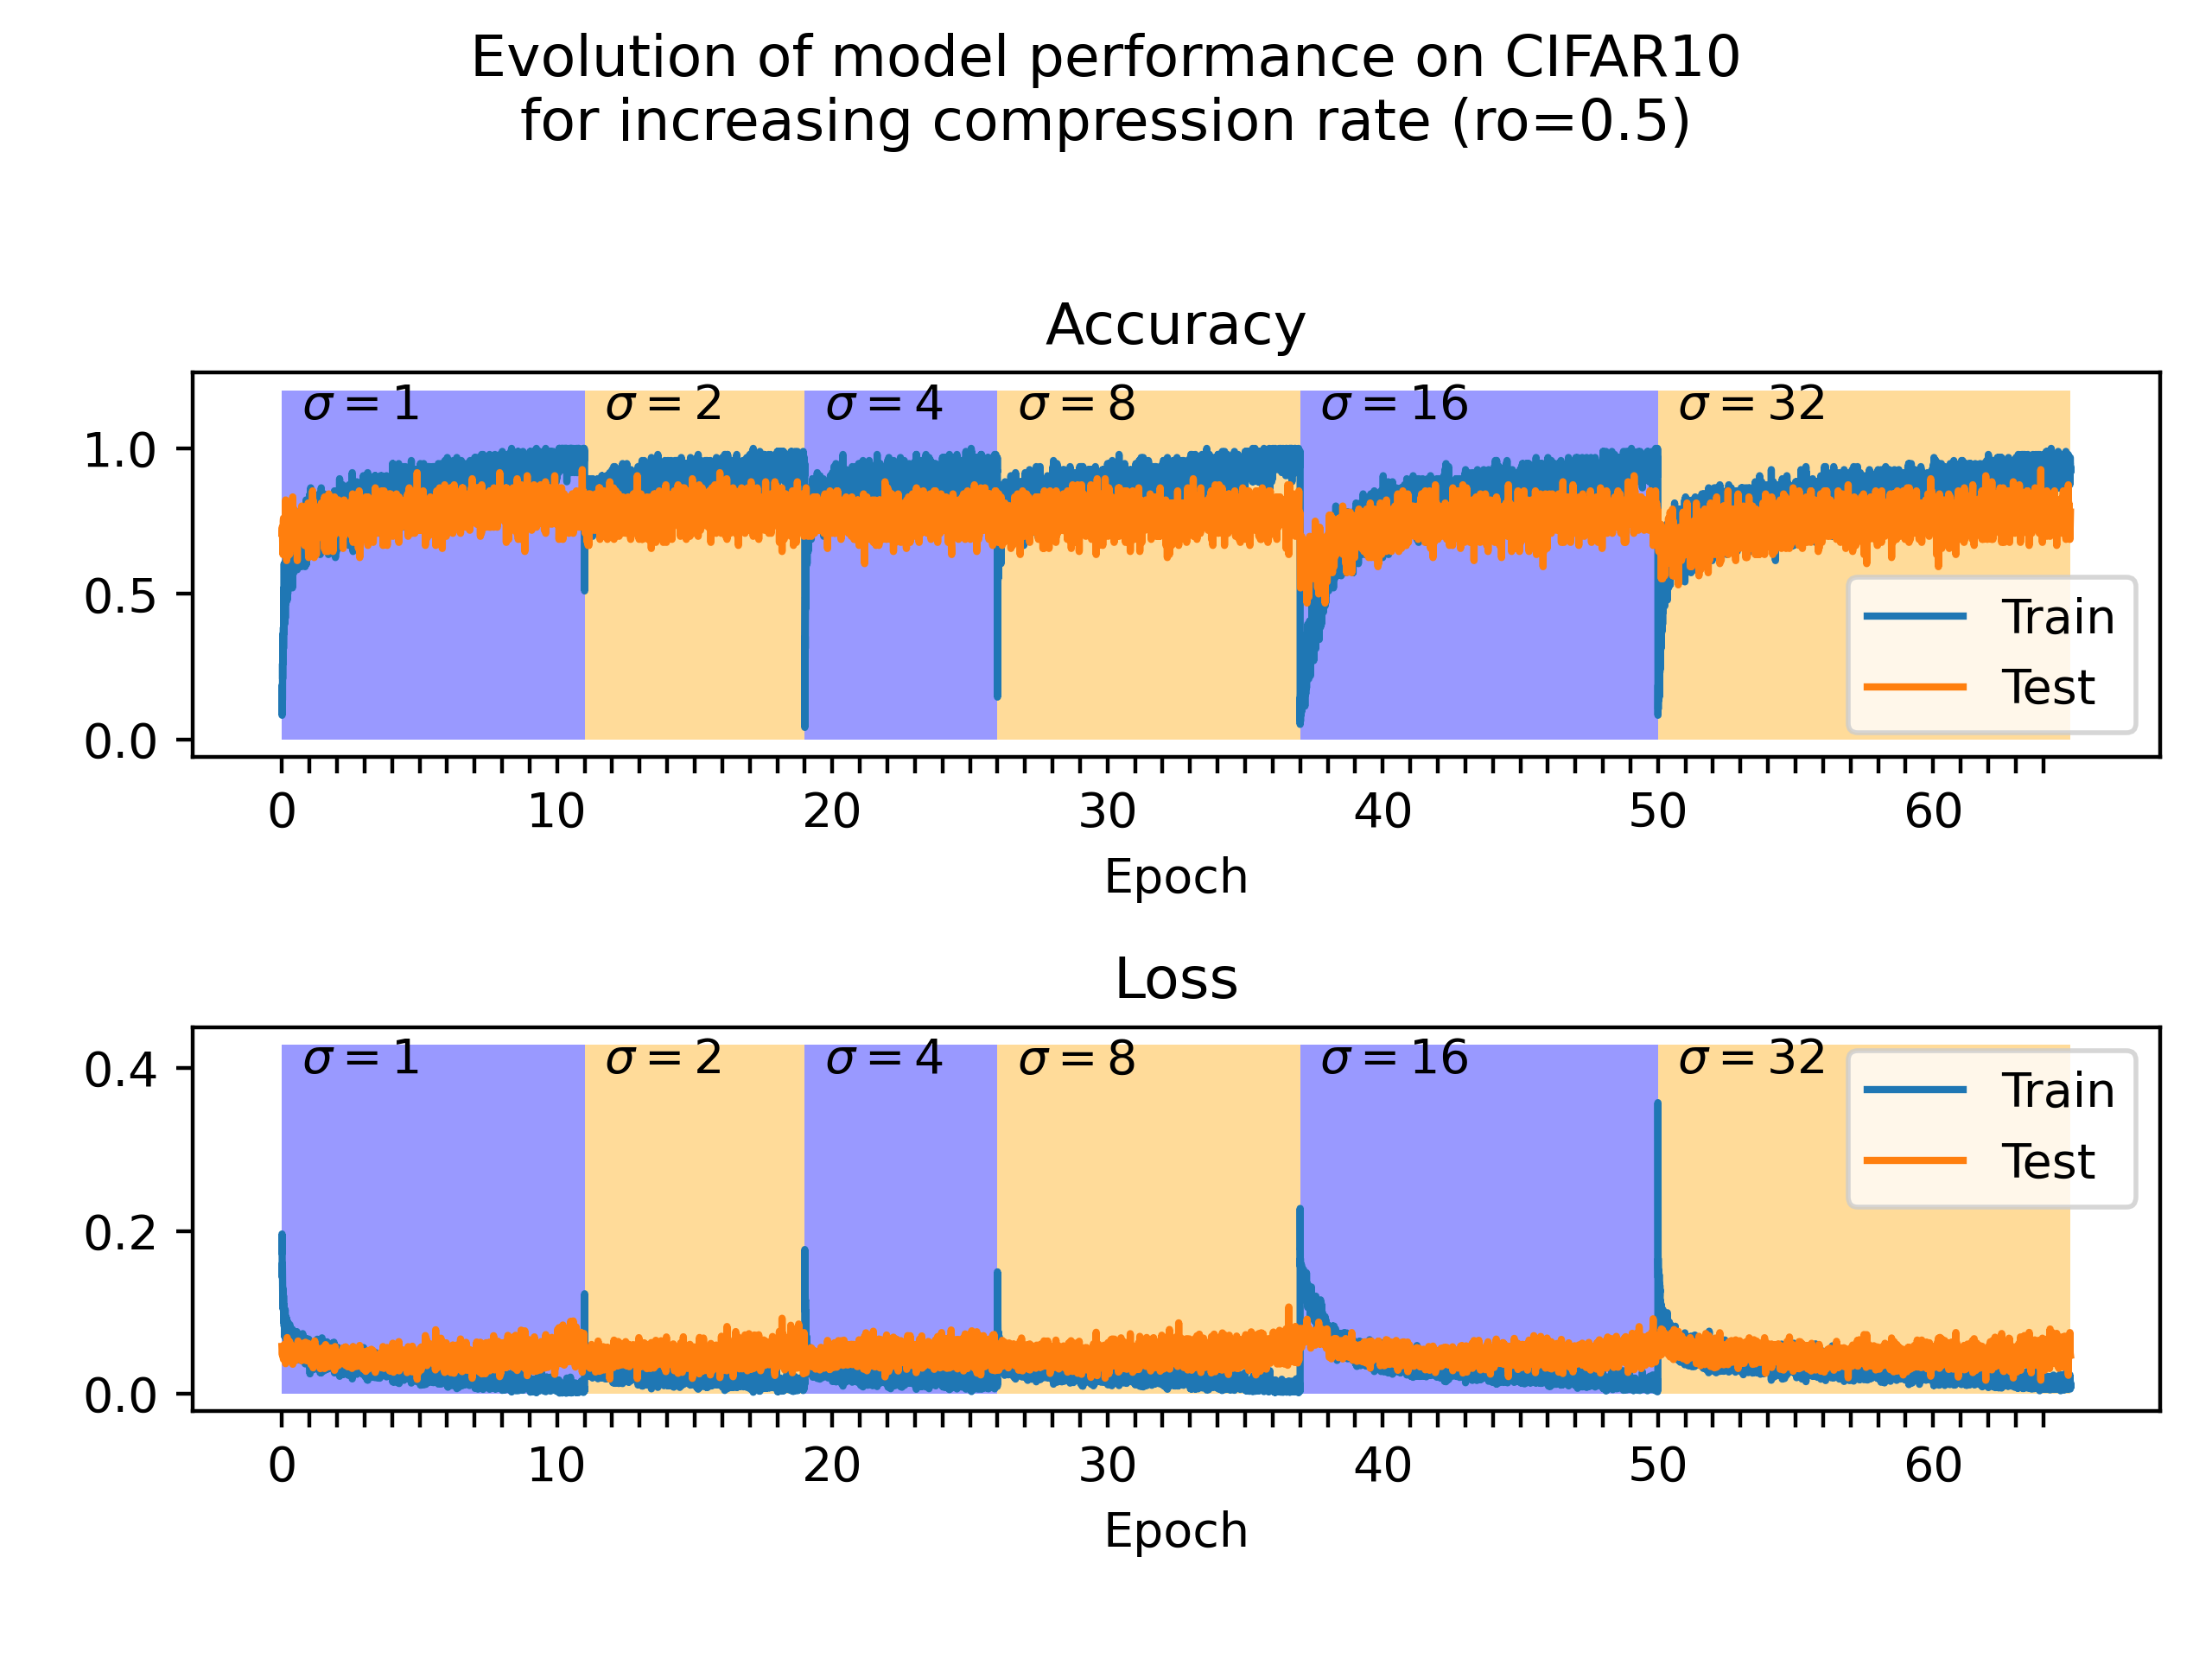 Evolution of model performance on CIFAR10
for increasing compression rate (ro=0.5)
Accuracy
σ = 1 σ = 2 σ = 4 σ = 8 σ = 16 σ = 32
1.0
0.5
0.0
Train
Test
0 10 20 30 40 50 60
Epoch
Loss
σ = 1 σ = 2 σ = 4 σ = 8 σ = 16 σ = 32
0.4
0.2
0.0
Train
Test
0 10 20 30 40 50 60
Epoch